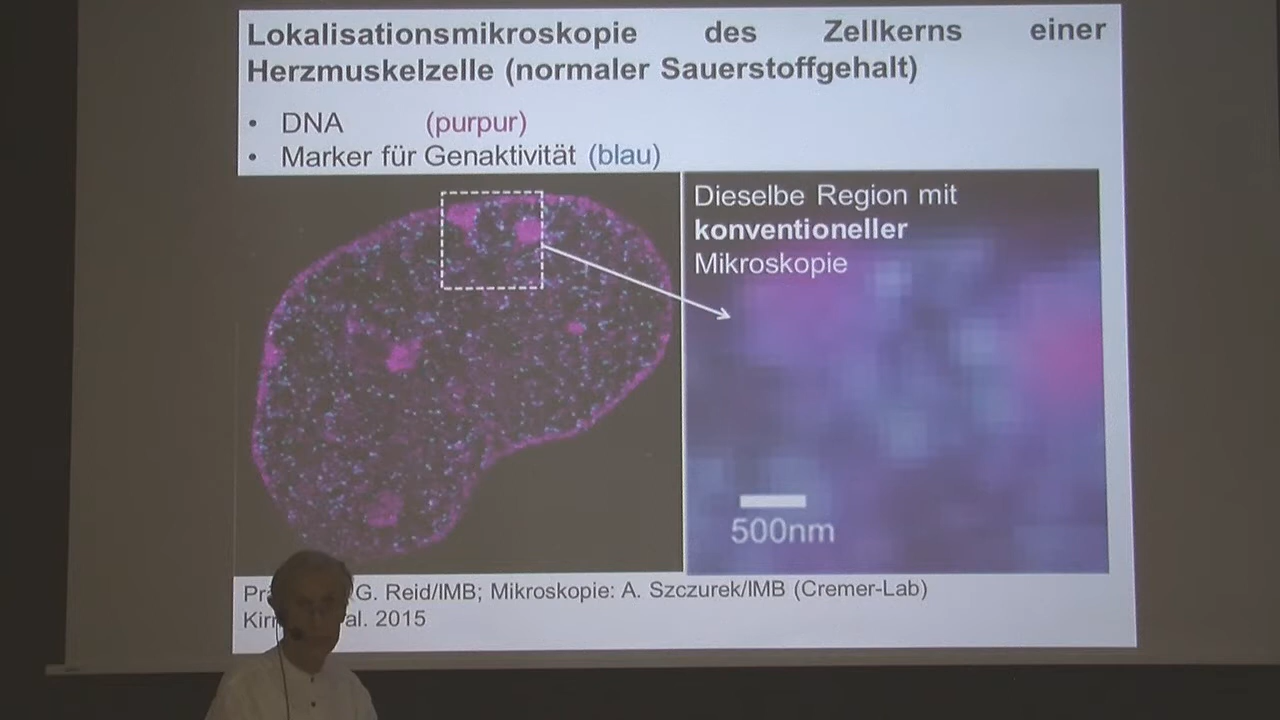 Lokalisationsmikroskopie des Zellkerns einer
Herzmuskelzelle (normaler Sauerstoffgehalt)
• DNA (purpur)
• Marker für Genaktivität (blau)
Dieselbe Region mit
konventioneller
Mikroskopie
500nm
G. Reid/IMB; Mikroskopie: A. Szczurek/IMB (Cremer-Lab)
al. 2015